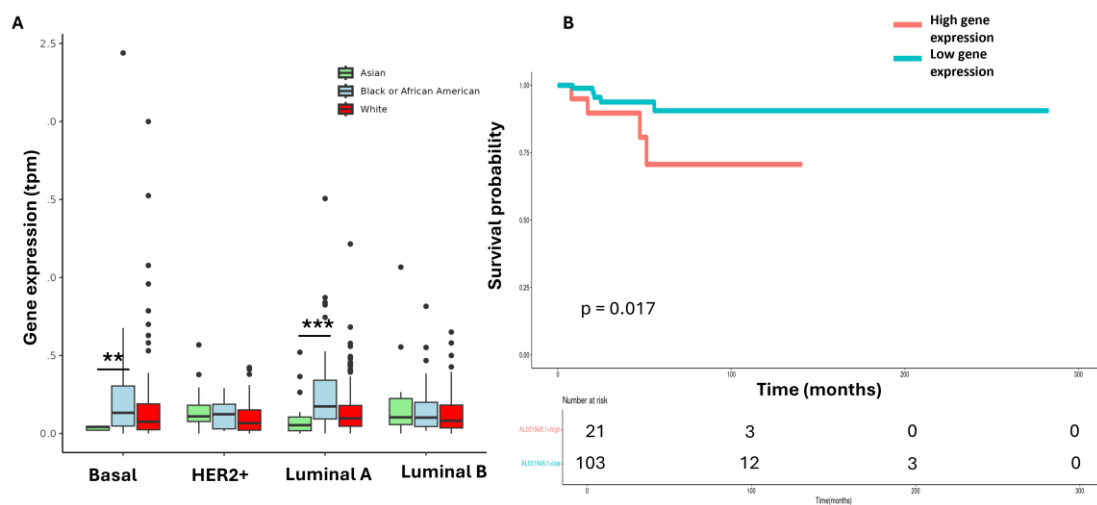 A
2.5
.0
.5
.0
.5
0.0
Gene expression (tpm)
Asian
Black or African American
White
**
***
Basal
HER2+
Luminal A
Luminal B
B
High gene
expression
Low gene
expression
Survival probability
1.00
0.75
0.50
0.25
0.00
p = 0.017
100
200
300
Time (months)
Number at risk
21
3
0
0
103
12
3
0
0
100
200
300
Time(months)